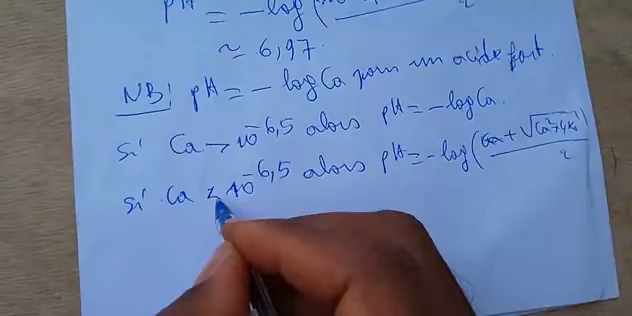 pH = -log(
2
≈ 6,97.
NB: pH = -log Ca pour un acide fort.
Si Ca > 10^-6,5 alors pH = -log Ca.
Si Ca < 10^-6,5 alors pH = -log((Ca + √(Ca² + 4Ke))/2)